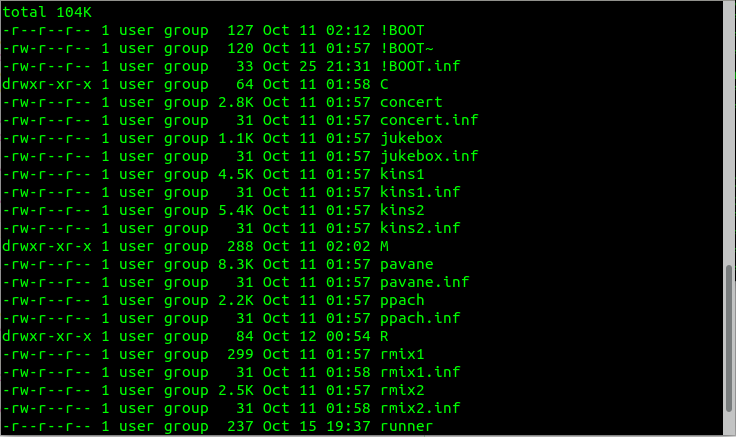 total 104K
-r--r--r-- 1 user group  127 Oct 11 02:12 !BOOT
-rw-r--r-- 1 user group  120 Oct 11 01:57 !BOOT~
-rw-r--r-- 1 user group   33 Oct 25 21:31 !BOOT.inf
drwxr-xr-x 1 user group   64 Oct 11 01:58 C
-rw-r--r-- 1 user group 2.8K Oct 11 01:57 concert
-rw-r--r-- 1 user group   31 Oct 11 01:57 concert.inf
-rw-r--r-- 1 user group 1.1K Oct 11 01:57 jukebox
-rw-r--r-- 1 user group   31 Oct 11 01:57 jukebox.inf
-rw-r--r-- 1 user group 4.5K Oct 11 01:57 kins1
-rw-r--r-- 1 user group   31 Oct 11 01:57 kins1.inf
-rw-r--r-- 1 user group 5.4K Oct 11 01:57 kins2
-rw-r--r-- 1 user group   31 Oct 11 01:57 kins2.inf
drwxr-xr-x 1 user group  288 Oct 11 02:02 M
-rw-r--r-- 1 user group 8.3K Oct 11 01:57 pavane
-rw-r--r-- 1 user group   31 Oct 11 01:57 pavane.inf
-rw-r--r-- 1 user group 2.2K Oct 11 01:57 ppach
-rw-r--r-- 1 user group   31 Oct 11 01:57 ppach.inf
drwxr-xr-x 1 user group   84 Oct 12 00:54 R
-rw-r--r-- 1 user group  299 Oct 11 01:57 rmix1
-rw-r--r-- 1 user group   31 Oct 11 01:58 rmix1.inf
-rw-r--r-- 1 user group 2.5K Oct 11 01:57 rmix2
-rw-r--r-- 1 user group   31 Oct 11 01:58 rmix2.inf
-r--r--r-- 1 user group  237 Oct 15 19:37 runner